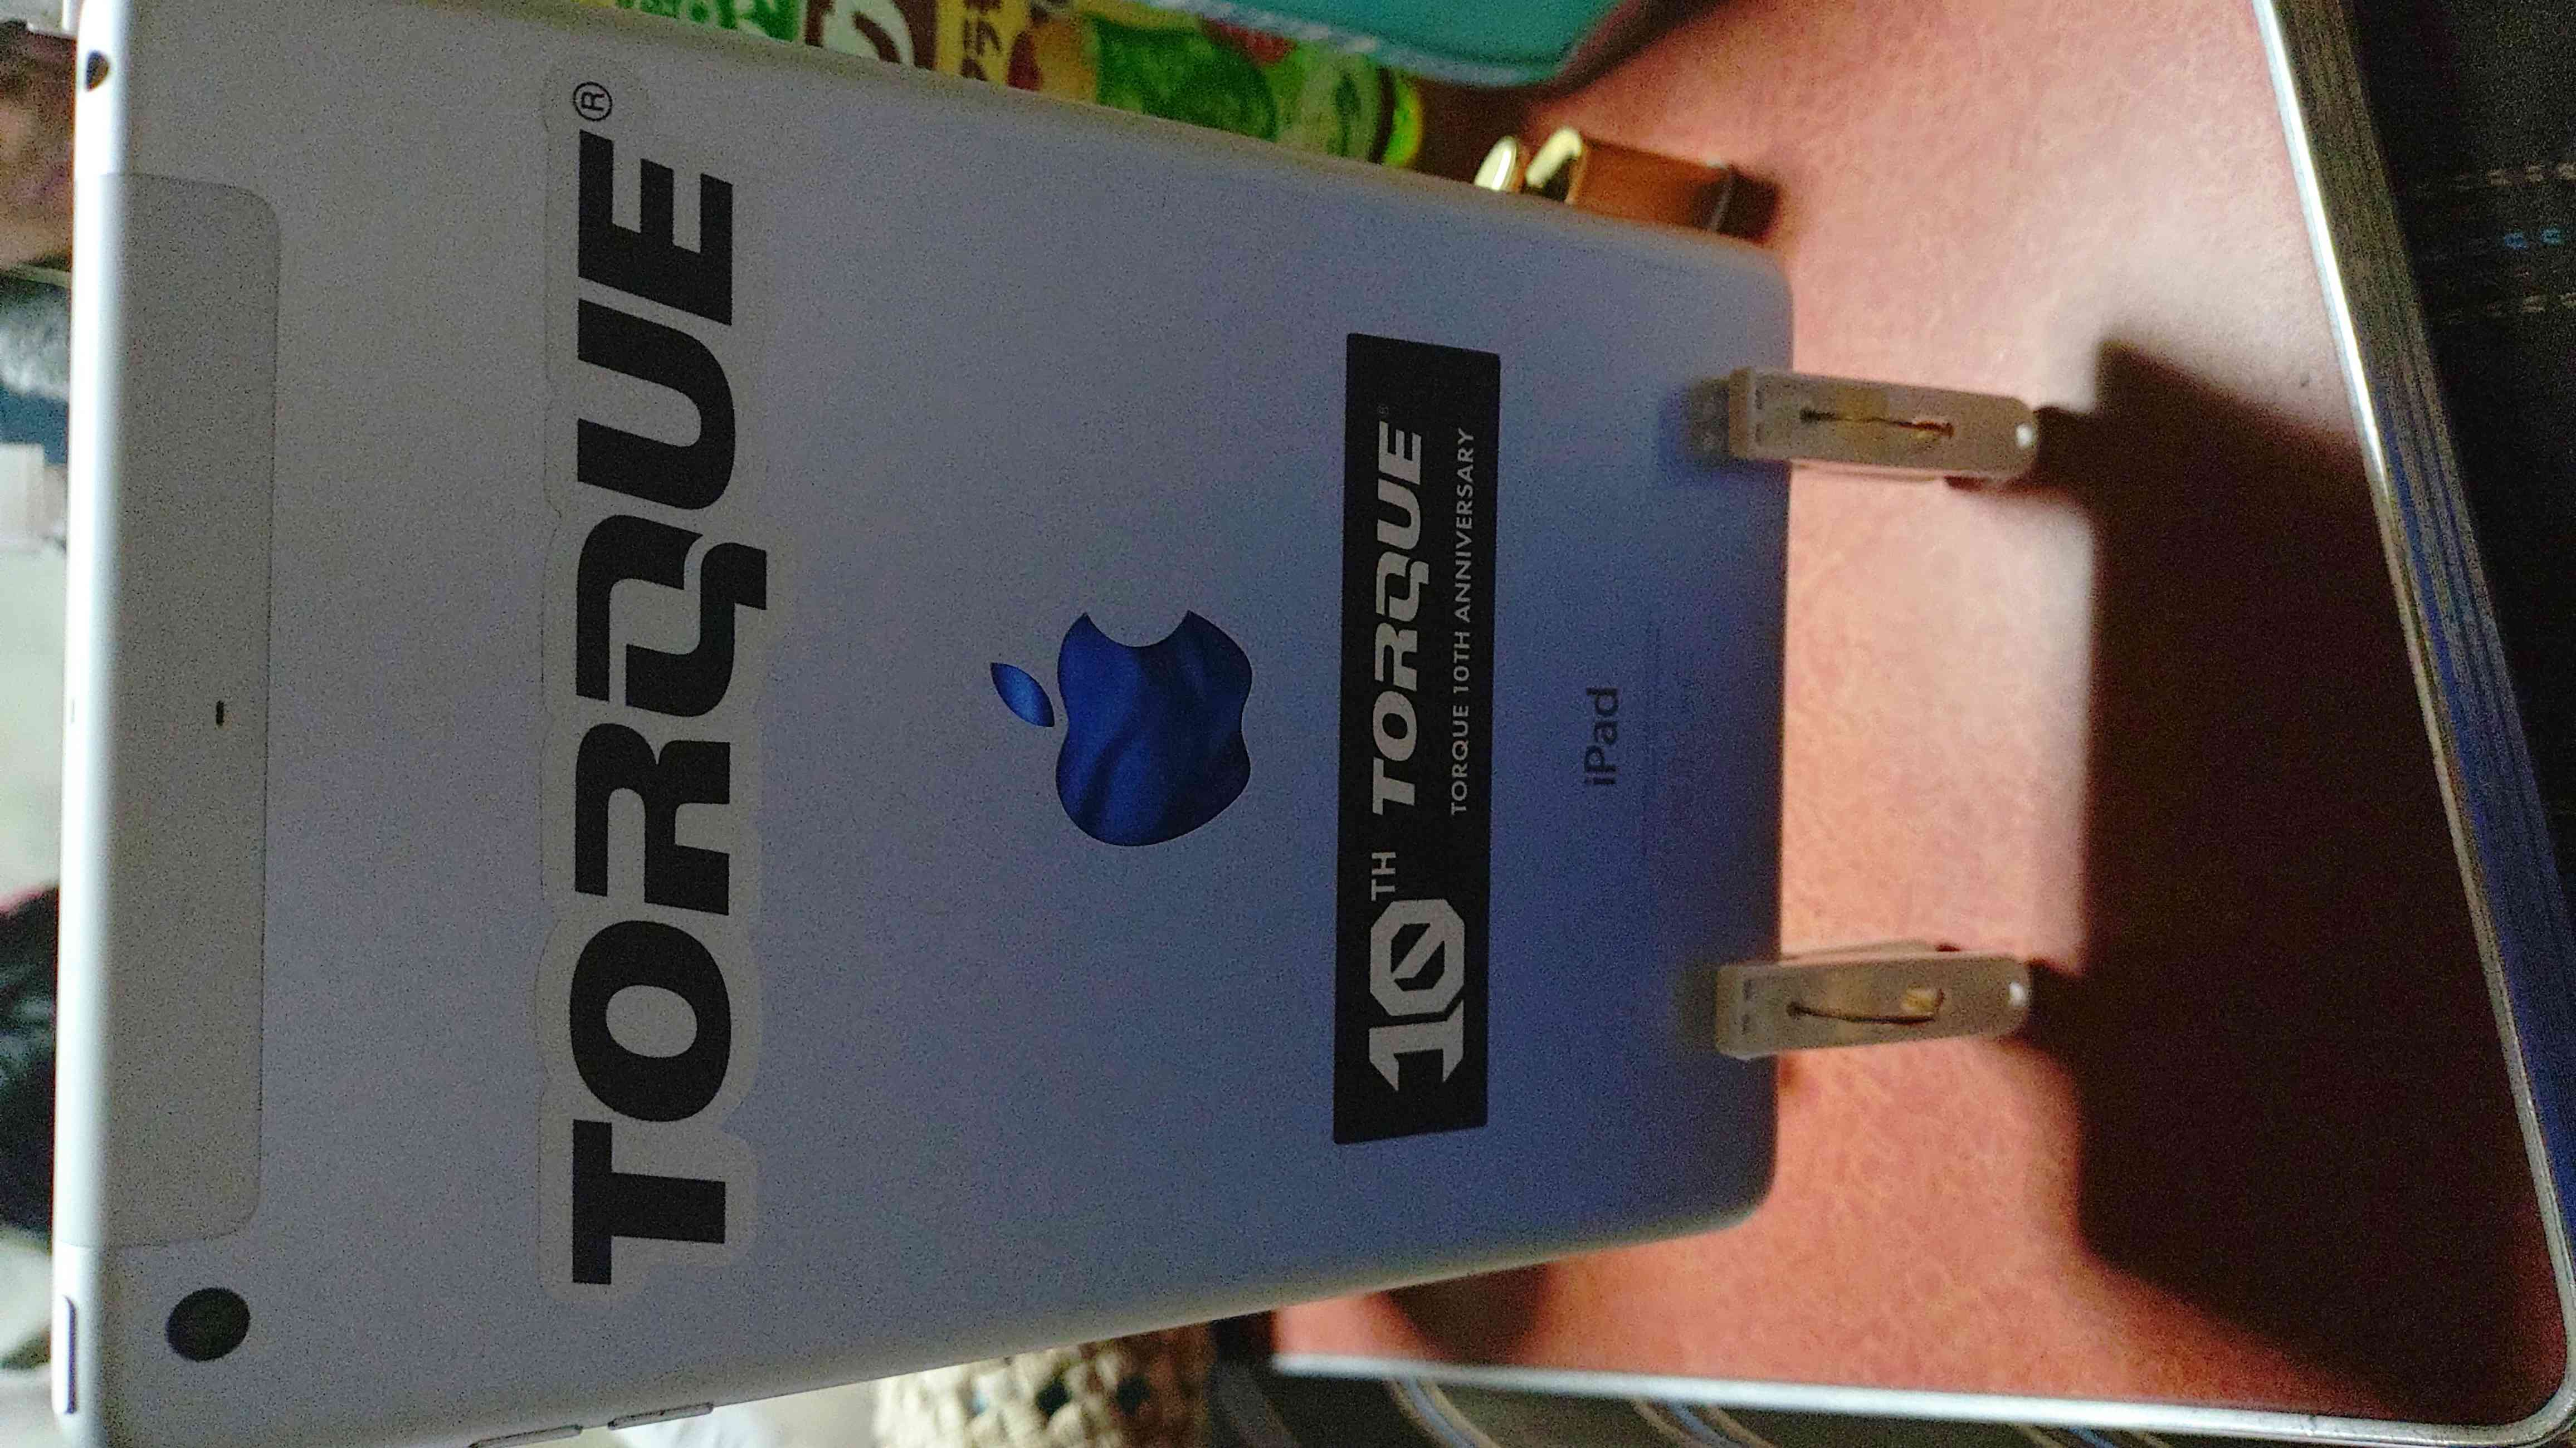 TORQUE®
10TH TORQUE®
TORQUE 10TH ANNIVERSARY
iPad